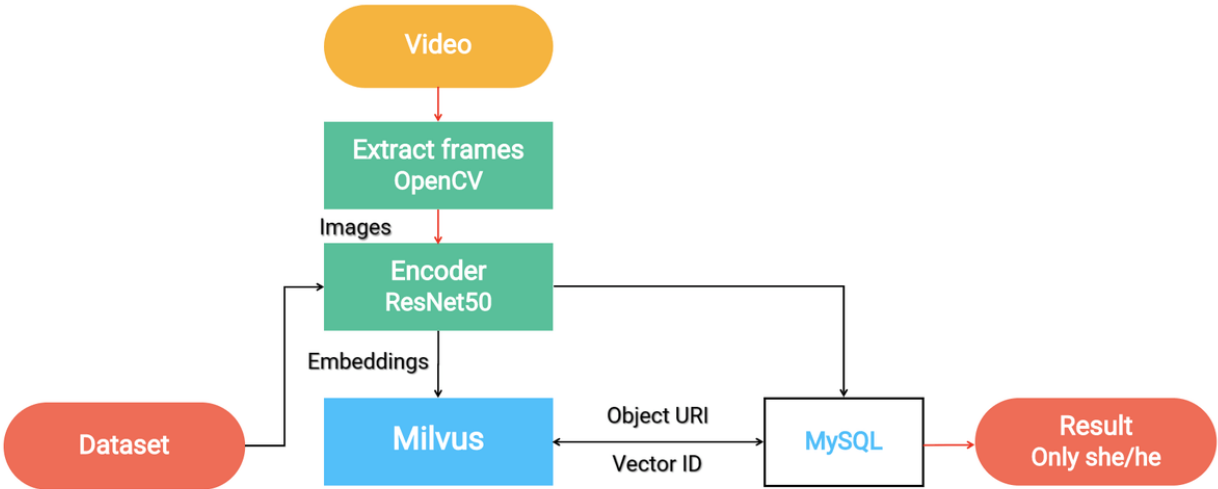 Video
Extract frames
OpenCV
Images
Encoder
ResNet50
Embeddings
Dataset
Milvus
Object URI
Vector ID
MySQL
Result
Only she/he